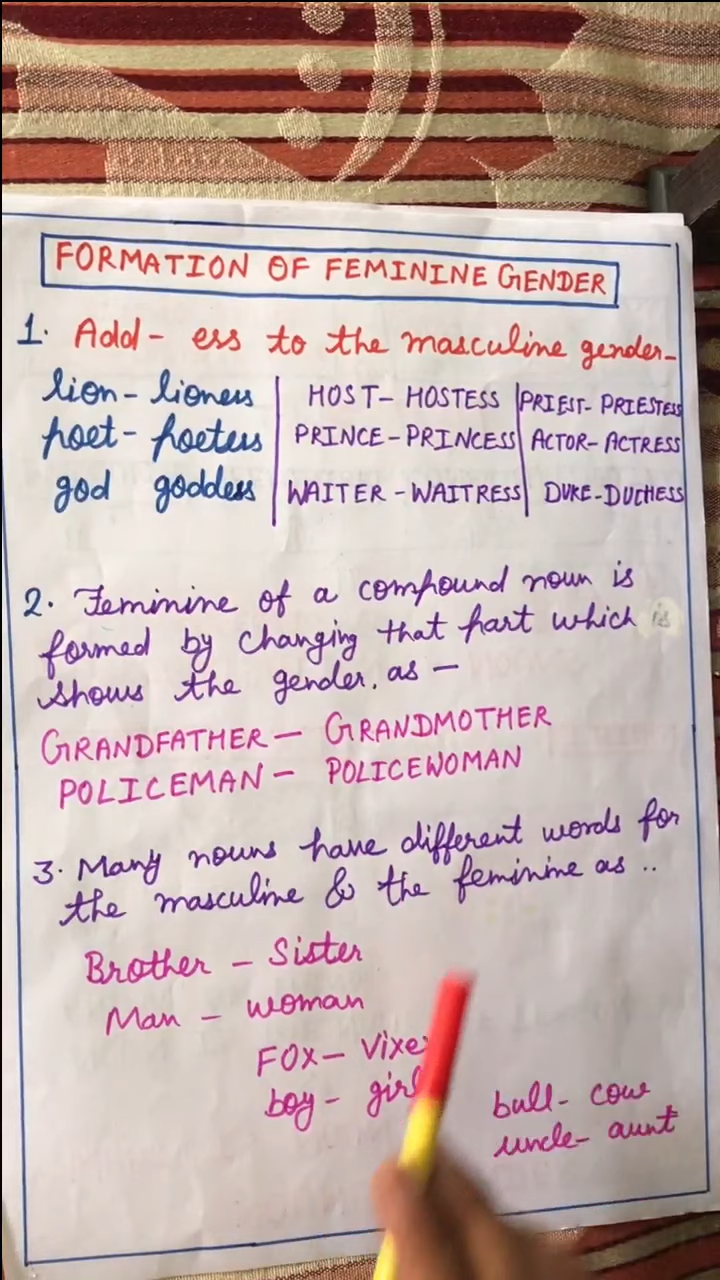 FORMATION OF FEMININE GENDER
1. Add- ess to the masculine gender-
lion - lioness
poet - poetess
god goddess
HOST- HOSTESS
PRINCE-PRINCESS
WAITER -WAITRESS
PRIEST- PRIESTESS
ACTOR- ACTRESS
DUKE-DUCHESS
2. Feminine of a compound noun is
formed by changing that part which is
shows the gender. as -
GRANDFATHER - GRANDMOTHER
POLICEMAN - POLICEWOMAN
3. Many nouns have different words for
the masculine & the feminine as ..
Brother - Sister
Man - woman
FOX -
boy - girl
bull - cow
uncle - aunt